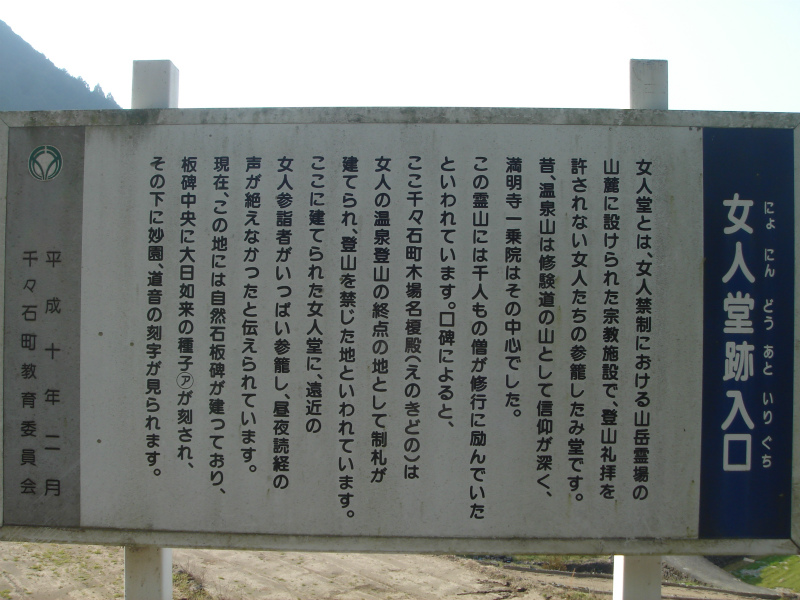 にょ にん どう あと いり ぐち
女人堂跡入口
女人堂とは、女人禁制における山岳霊場の
山麓に設けられた宗教施設で、登山礼拝を
許されない女人たちの参籠したみ堂です。
昔、温泉山は修験道の山として信仰が深く、
満明寺一乗院はその中心でした。
この霊山には千人もの僧が修行に励んでいた
といわれています。口碑によると、
ここ千々石町木場名榎殿(えのきどの)は
女人の温泉登山の終点の地として制札が
建てられ、登山を禁じた地といわれています。
ここに建てられた女人堂に、遠近の
女人参詣者がいっぱい参籠し、昼夜読経の
声が絶えなかったと伝えられています。
現在、この地には自然石板碑が建っており、
板碑中央に大日如来の種子㋐が刻され、
その下に妙園、道音の刻字が見られます。
平成十年二月
千々石町教育委員会